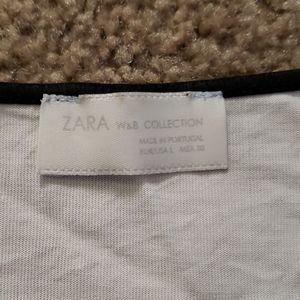 ZARA W&B COLLECTION
MADE IN PORTUGAL
EUR/USA L MEX 30